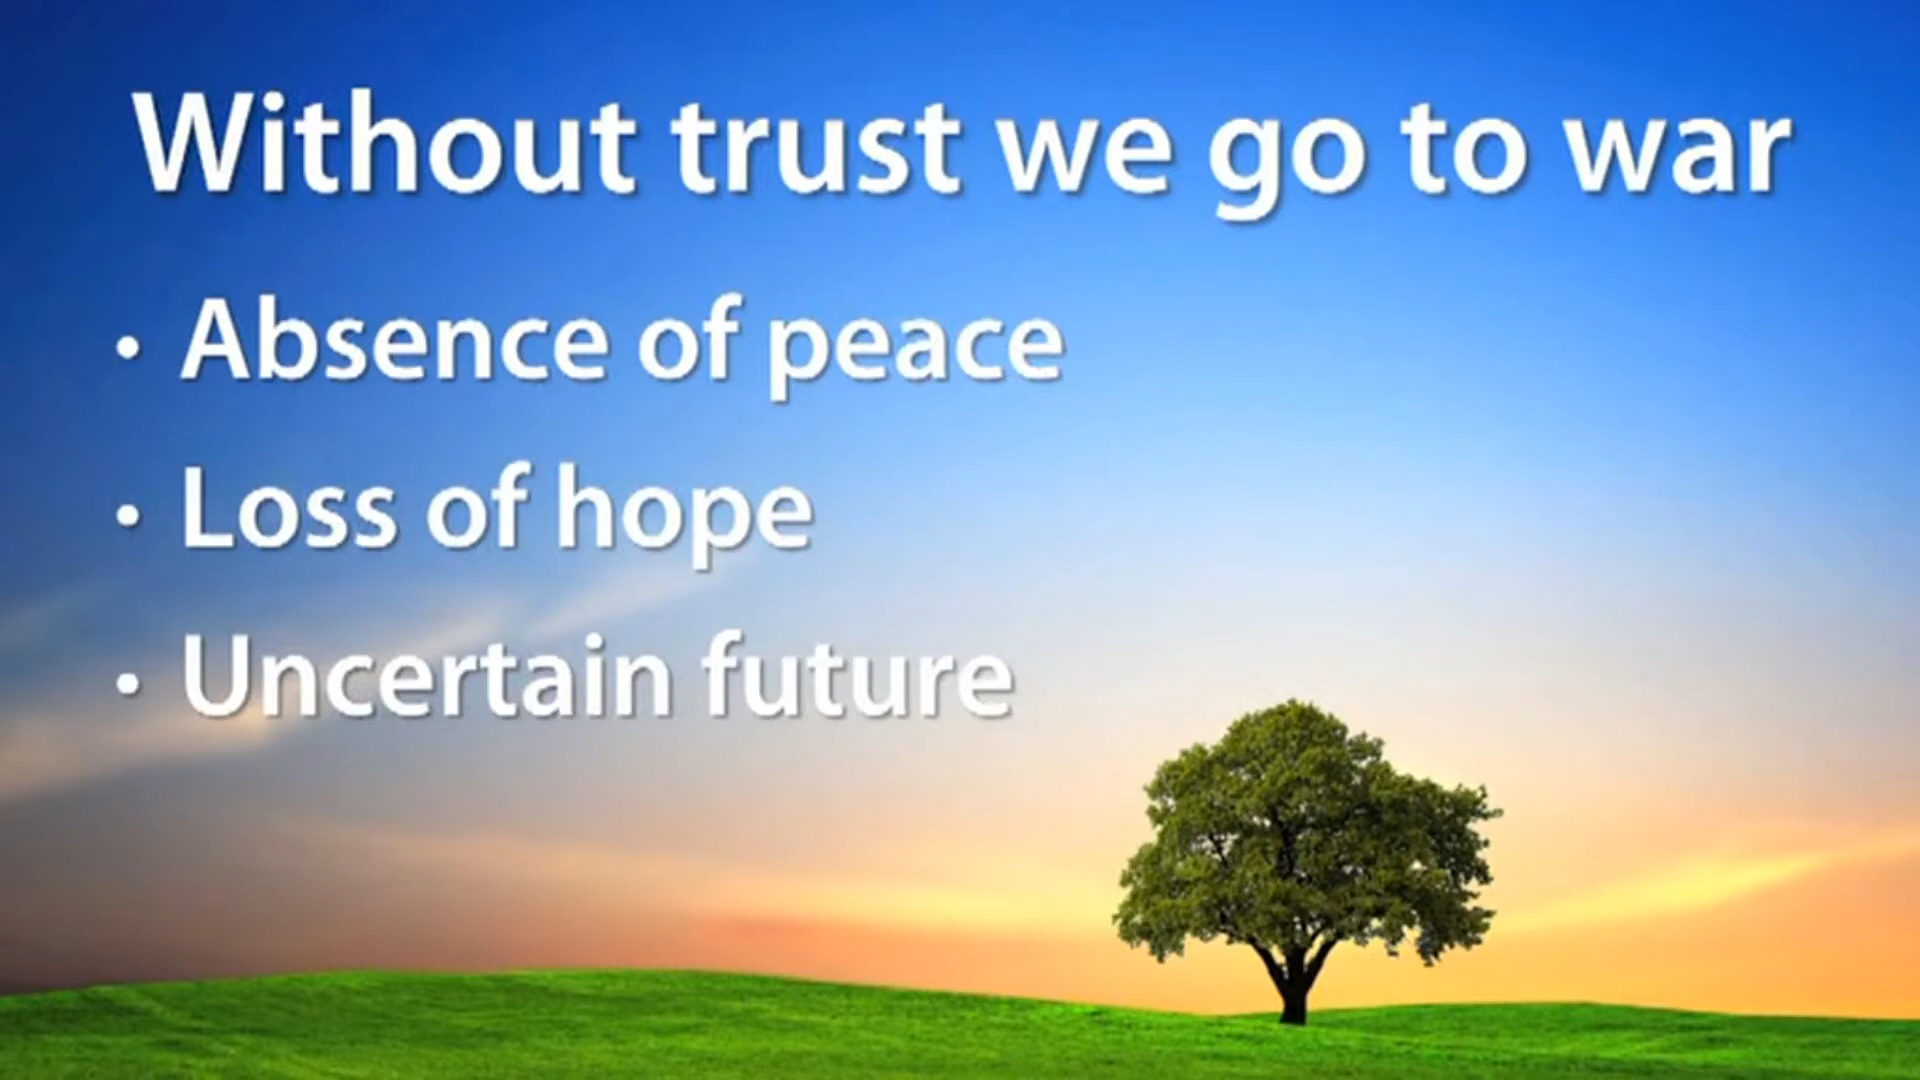 Without trust we go to war
• Absence of peace
• Loss of hope
• Uncertain future